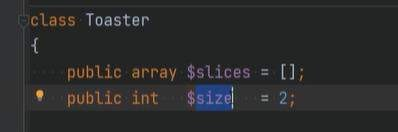 class Toaster
{
    public array $slices = [];
    public int   $size   = 2;